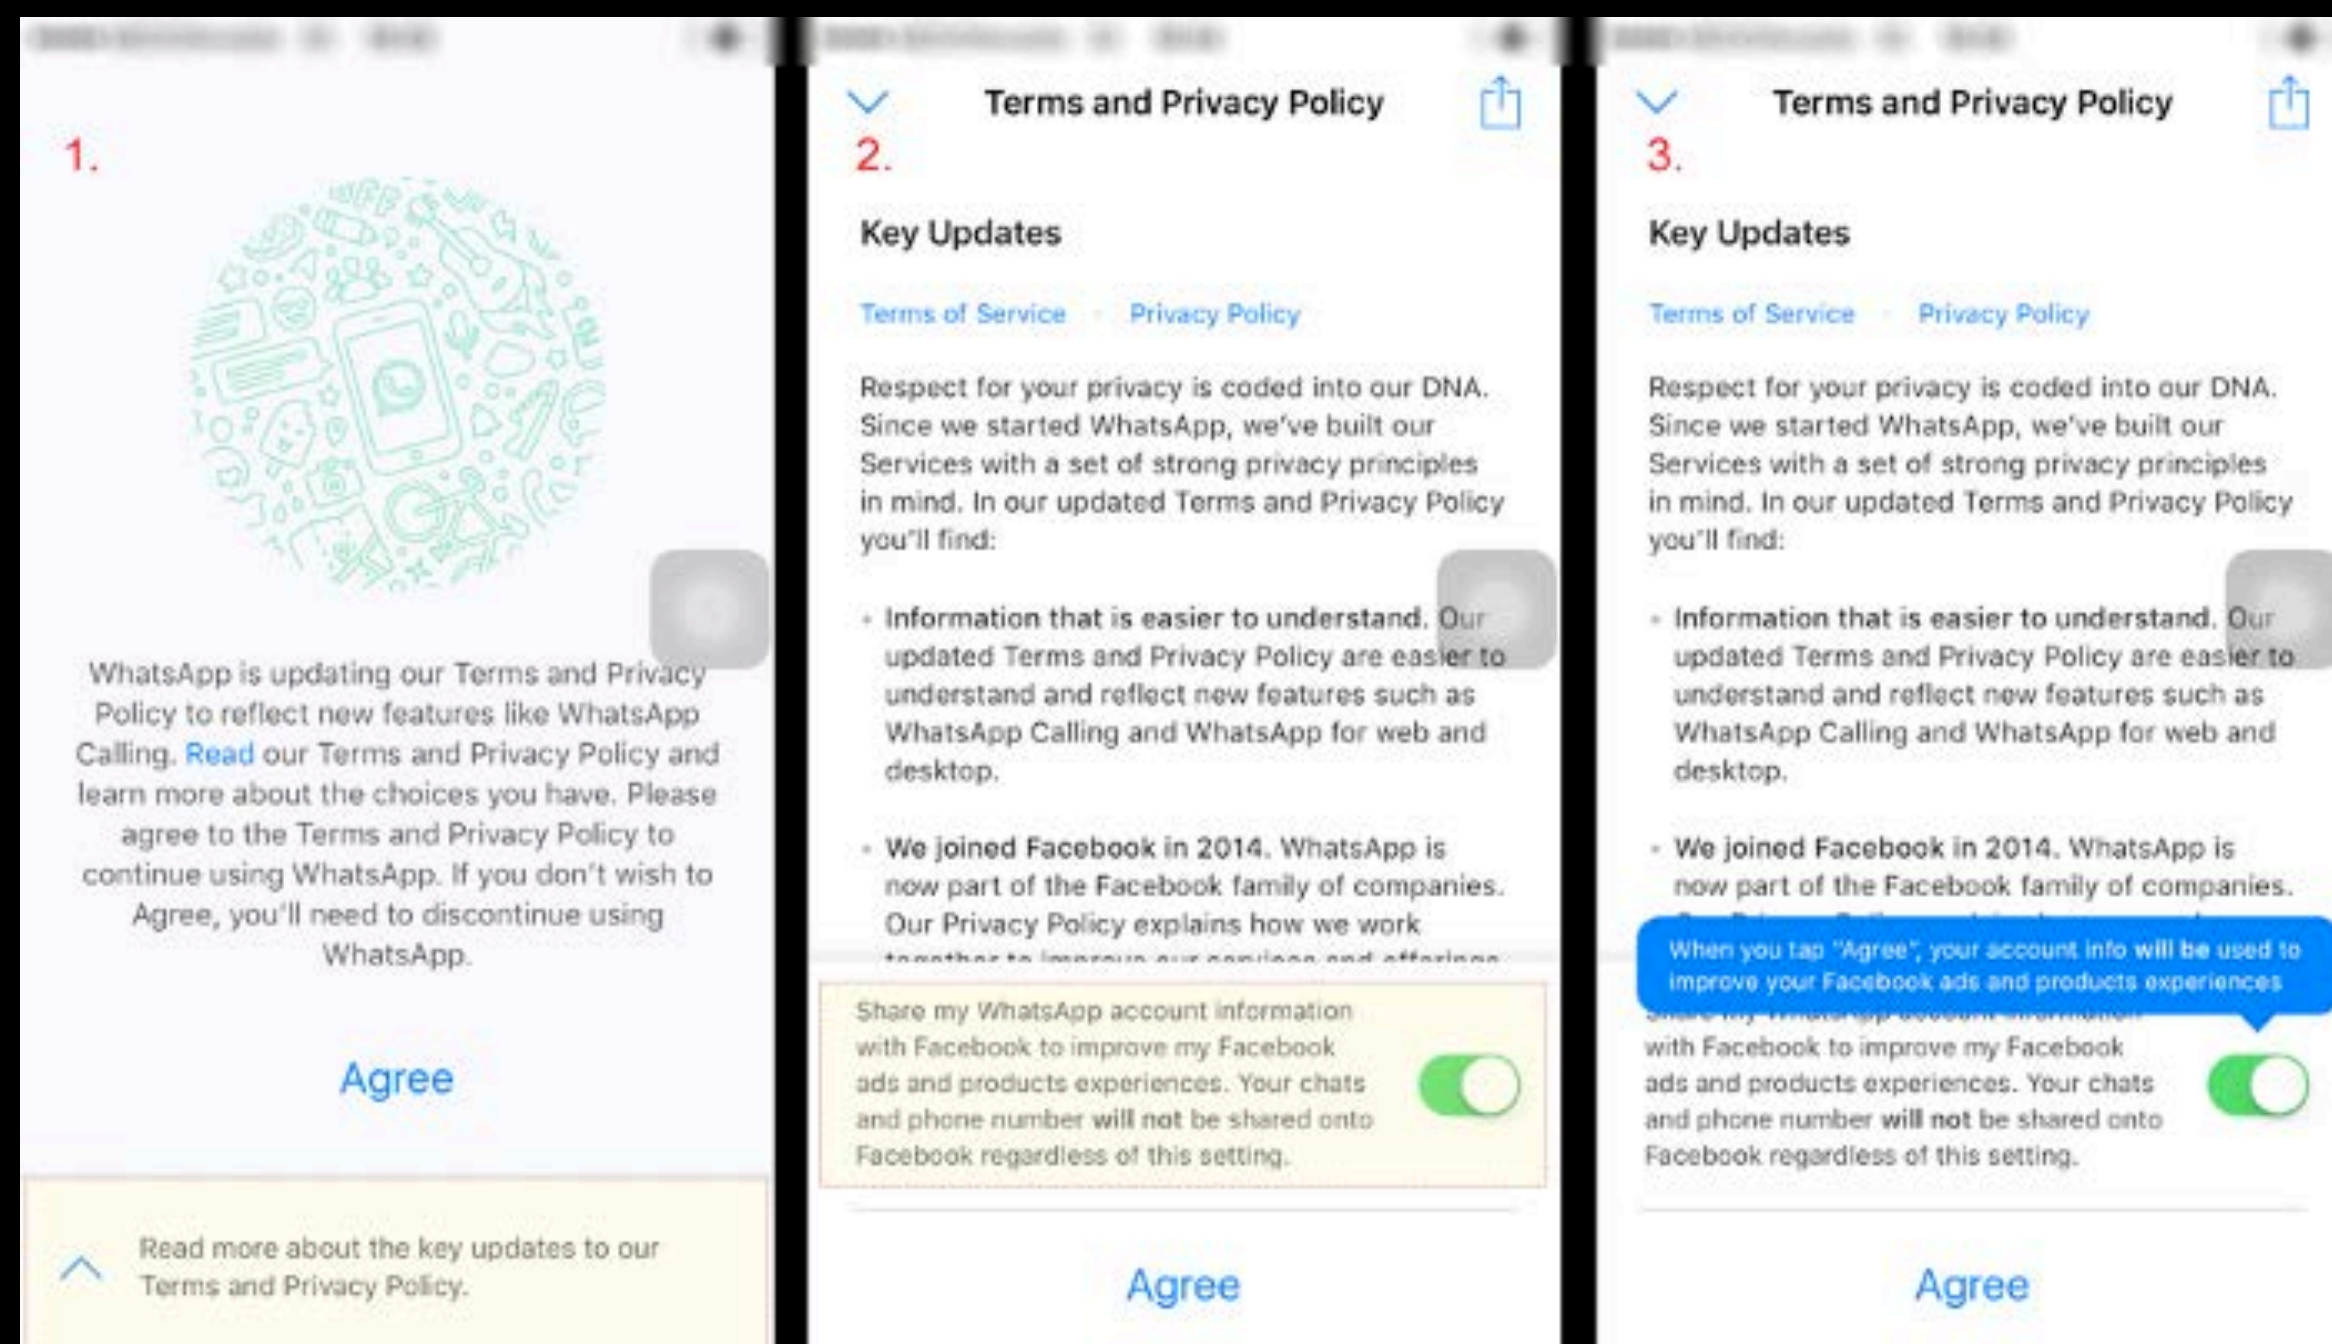 1.
WhatsApp is updating our Terms and Privacy
Policy to reflect new features like WhatsApp
Calling. Read our Terms and Privacy Policy and
learn more about the choices you have. Please
agree to the Terms and Privacy Policy to
continue using WhatsApp. If you don't wish to
Agree, you'll need to discontinue using
WhatsApp.
Agree
Read more about the key updates to our
Terms and Privacy Policy.
Terms and Privacy Policy
2.
Key Updates
Terms of Service Privacy Policy
Respect for your privacy is coded into our DNA.
Since we started WhatsApp, we've built our
Services with a set of strong privacy principles
in mind. In our updated Terms and Privacy Policy
you'll find:
• Information that is easier to understand. Our
updated Terms and Privacy Policy are easier to
understand and reflect new features such as
WhatsApp Calling and WhatsApp for web and
desktop.
• We joined Facebook in 2014. WhatsApp is
now part of the Facebook family of companies.
Our Privacy Policy explains how we work
together to improve our services and offerings
Share my WhatsApp account information
with Facebook to improve my Facebook
ads and products experiences. Your chats
and phone number will not be shared onto
Facebook regardless of this setting.
Agree
Terms and Privacy Policy
3.
Key Updates
Terms of Service Privacy Policy
Respect for your privacy is coded into our DNA.
Since we started WhatsApp, we've built our
Services with a set of strong privacy principles
in mind. In our updated Terms and Privacy Policy
you'll find:
• Information that is easier to understand. Our
updated Terms and Privacy Policy are easier to
understand and reflect new features such as
WhatsApp Calling and WhatsApp for web and
desktop.
• We joined Facebook in 2014. WhatsApp is
now part of the Facebook family of companies.
When you tap "Agree", your account info will be used to
improve your Facebook ads and products experiences
with Facebook to improve my Facebook
ads and products experiences. Your chats
and phone number will not be shared onto
Facebook regardless of this setting.
Agree